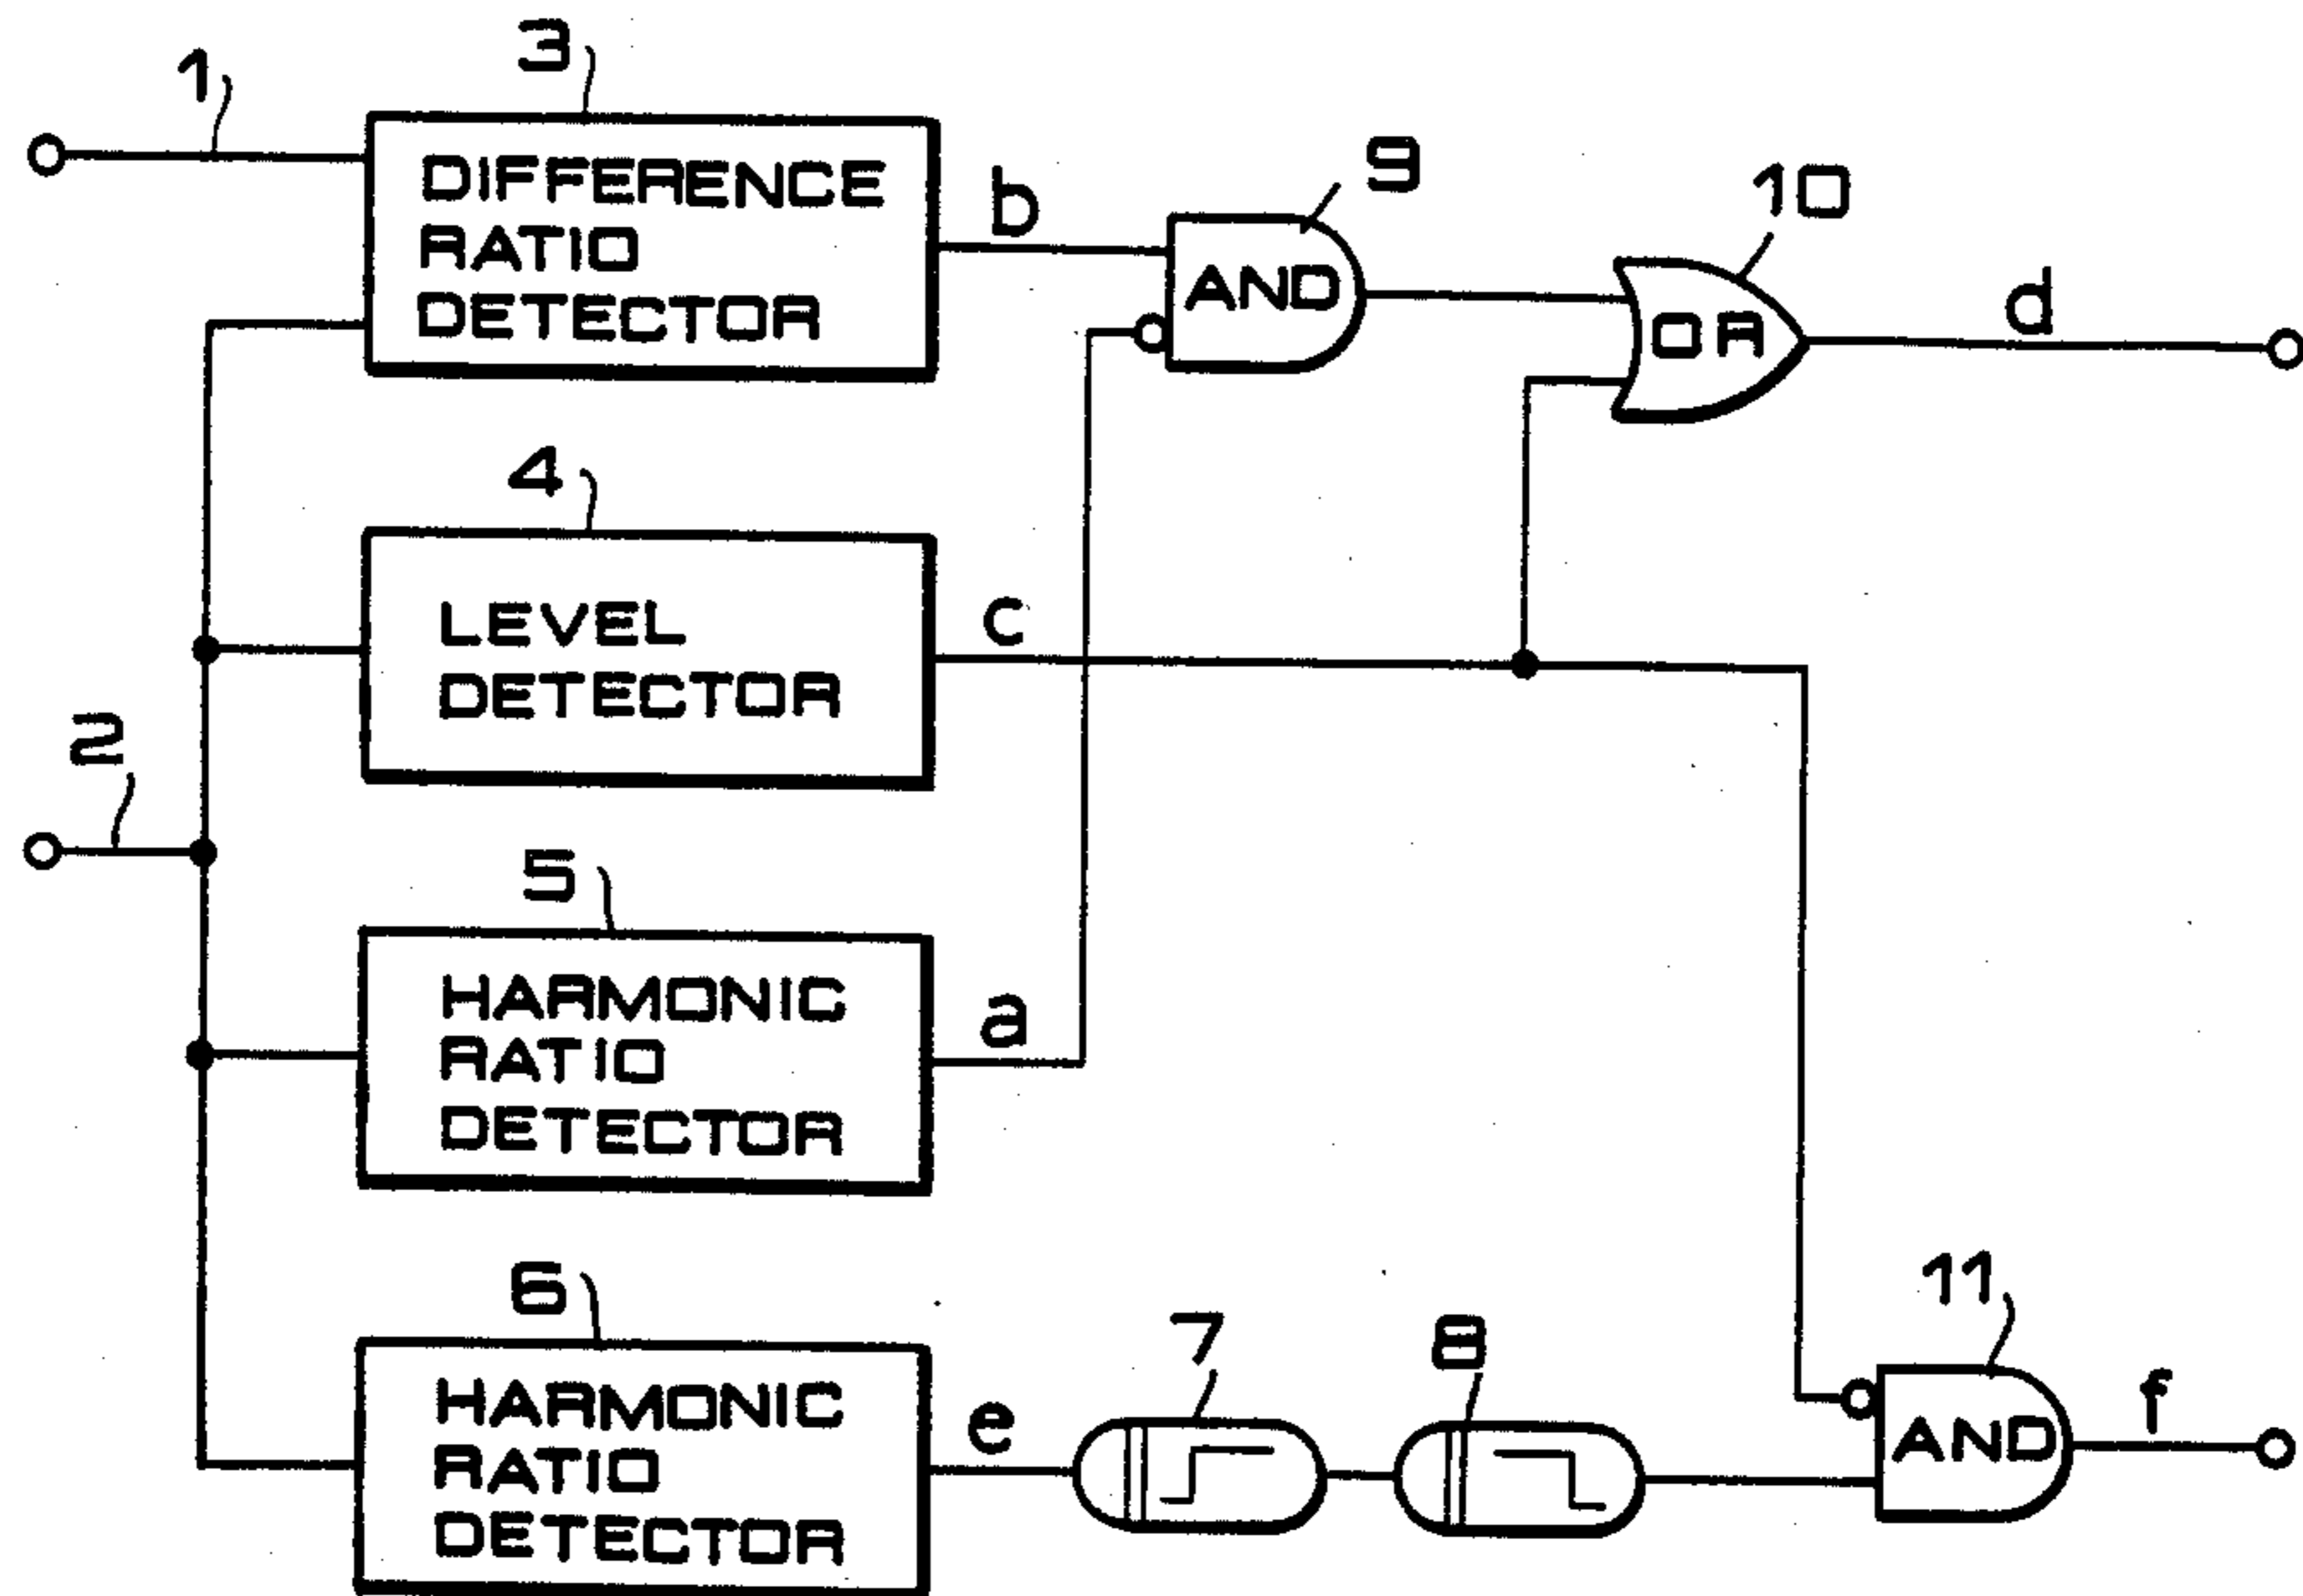 1
3
DIFFERENCE
RATIO
DETECTOR
b
9
AND
10
OR
d
4
LEVEL
DETECTOR
c
2
5
HARMONIC
RATIO
DETECTOR
a
6
HARMONIC
RATIO
DETECTOR
e
7
8
11
AND
f